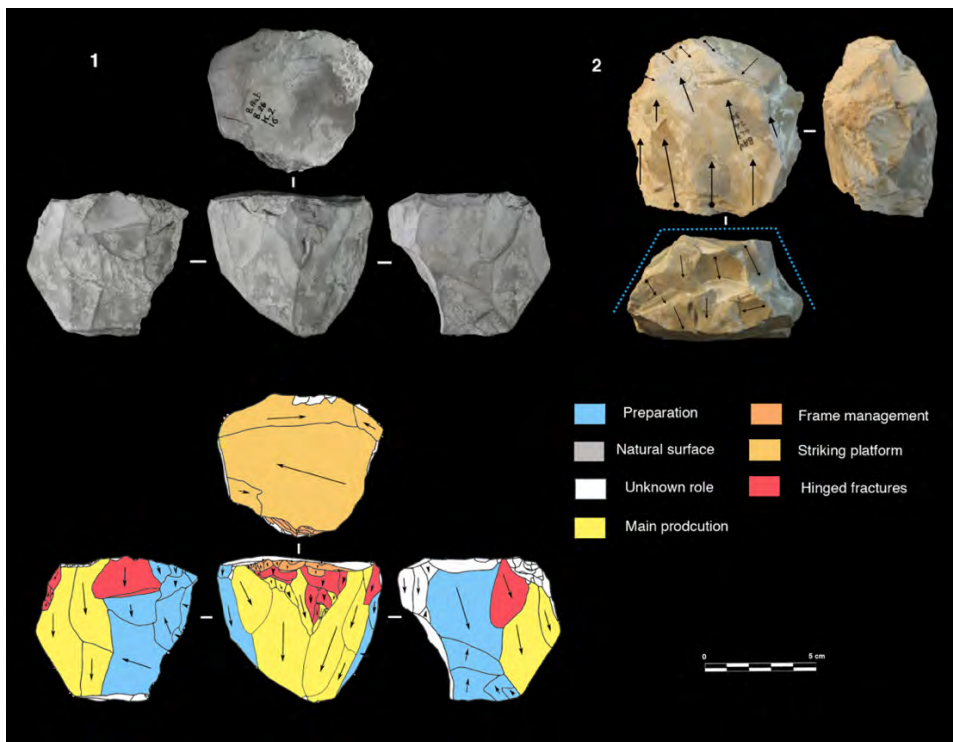 1
2
Preparation
Frame management
Natural surface
Striking platform
Unknown role
Hinged fractures
Main prodcution
0
5 cm